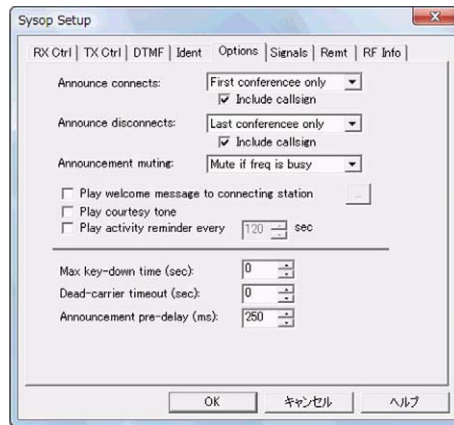 Sysop Setup
RX Ctrl TX Ctrl DTMF Ident Options Signals Remt RF Info
Announce connects: First conferencee only
Include callsign
Announce disconnects: Last conferencee only
Include callsign
Announcement muting: Mute if freq is busy
Play welcome message to connecting station ...
Play courtesy tone
Play activity reminder every 120 sec
Max key-down time (sec): 0
Dead-carrier timeout (sec): 0
Announcement pre-delay (ms): 250
OK キャンセル ヘルプ